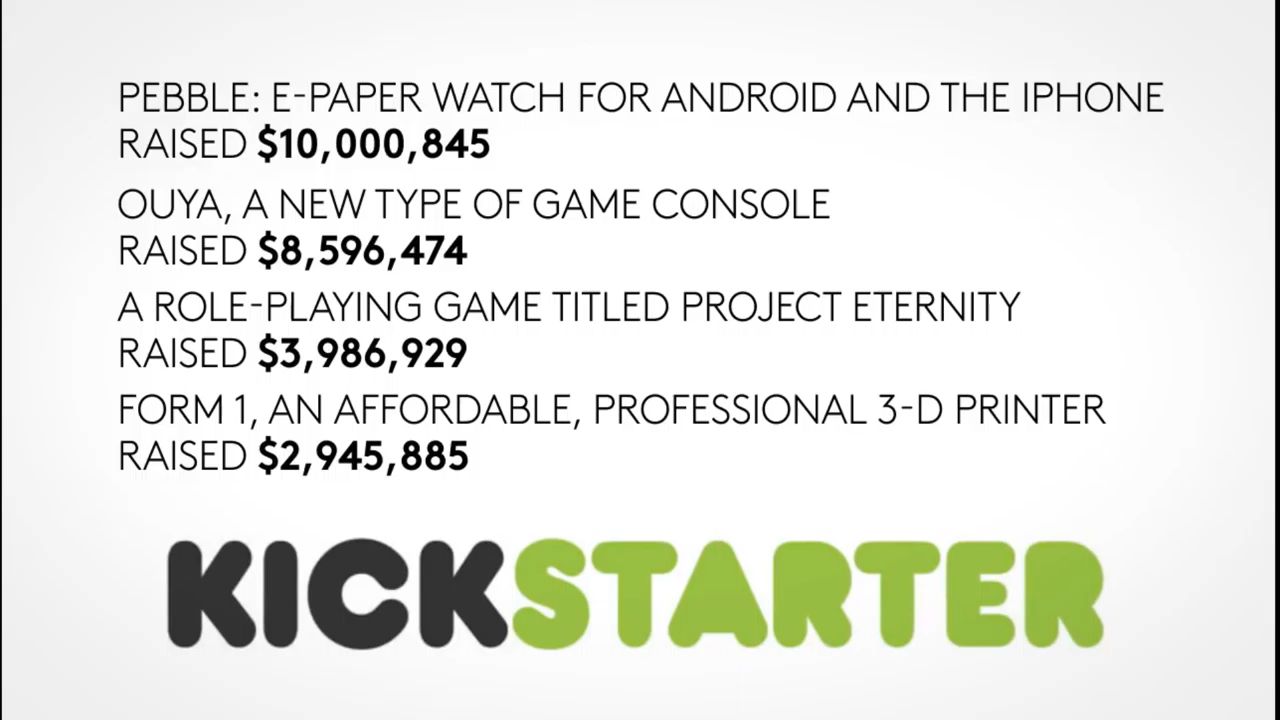 PEBBLE: E-PAPER WATCH FOR ANDROID AND THE IPHONE
RAISED $10,000,845
OUYA, A NEW TYPE OF GAME CONSOLE
RAISED $8,596,474
A ROLE-PLAYING GAME TITLED PROJECT ETERNITY
RAISED $3,986,929
FORM 1, AN AFFORDABLE, PROFESSIONAL 3-D PRINTER
RAISED $2,945,885
KICKSTARTER